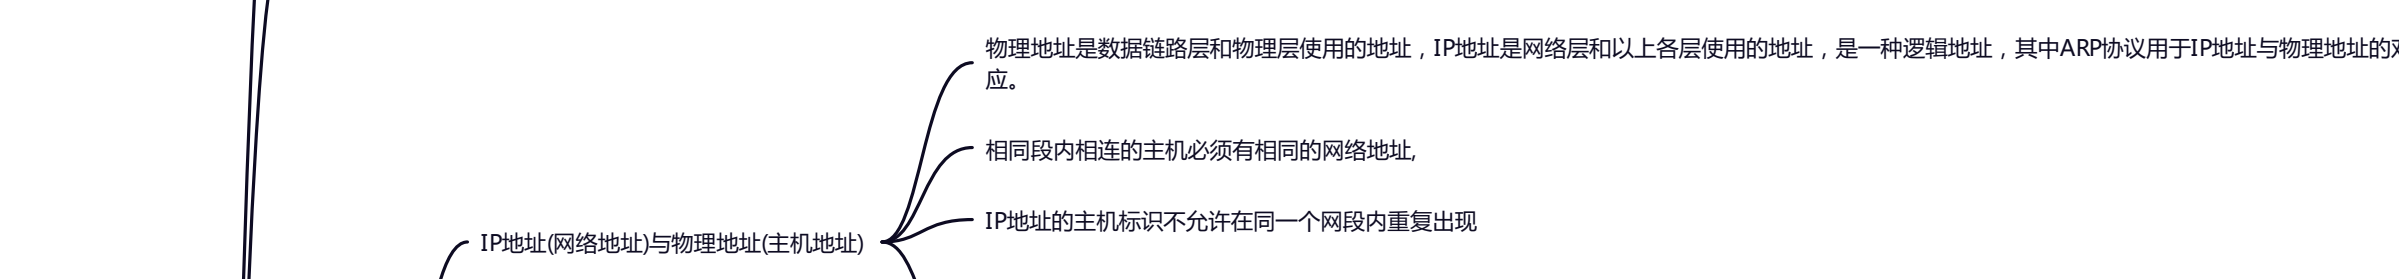 物理地址是数据链路层和物理层使用的地址，IP地址是网络层和以上各层使用的地址，是一种逻辑地址，其中ARP协议用于IP地址与物理地址的对
应。
相同段内相连的主机必须有相同的网络地址,
IP地址的主机标识不允许在同一个网段内重复出现
IP地址(网络地址)与物理地址(主机地址)